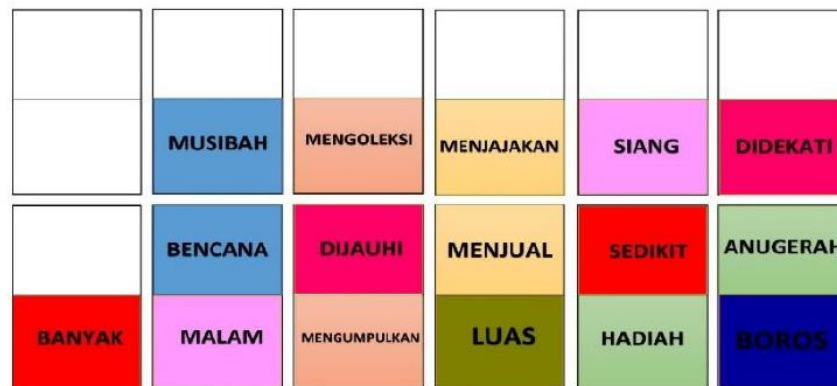 MUSIBAH MENGOLEKSI MENJAJAKAN SIANG DIDEKATI
BENCANA DIJAUHI MENJUAL SEDIKIT ANUGERAH
BANYAK MALAM MENGUMPULKAN LUAS HADIAH BOROS